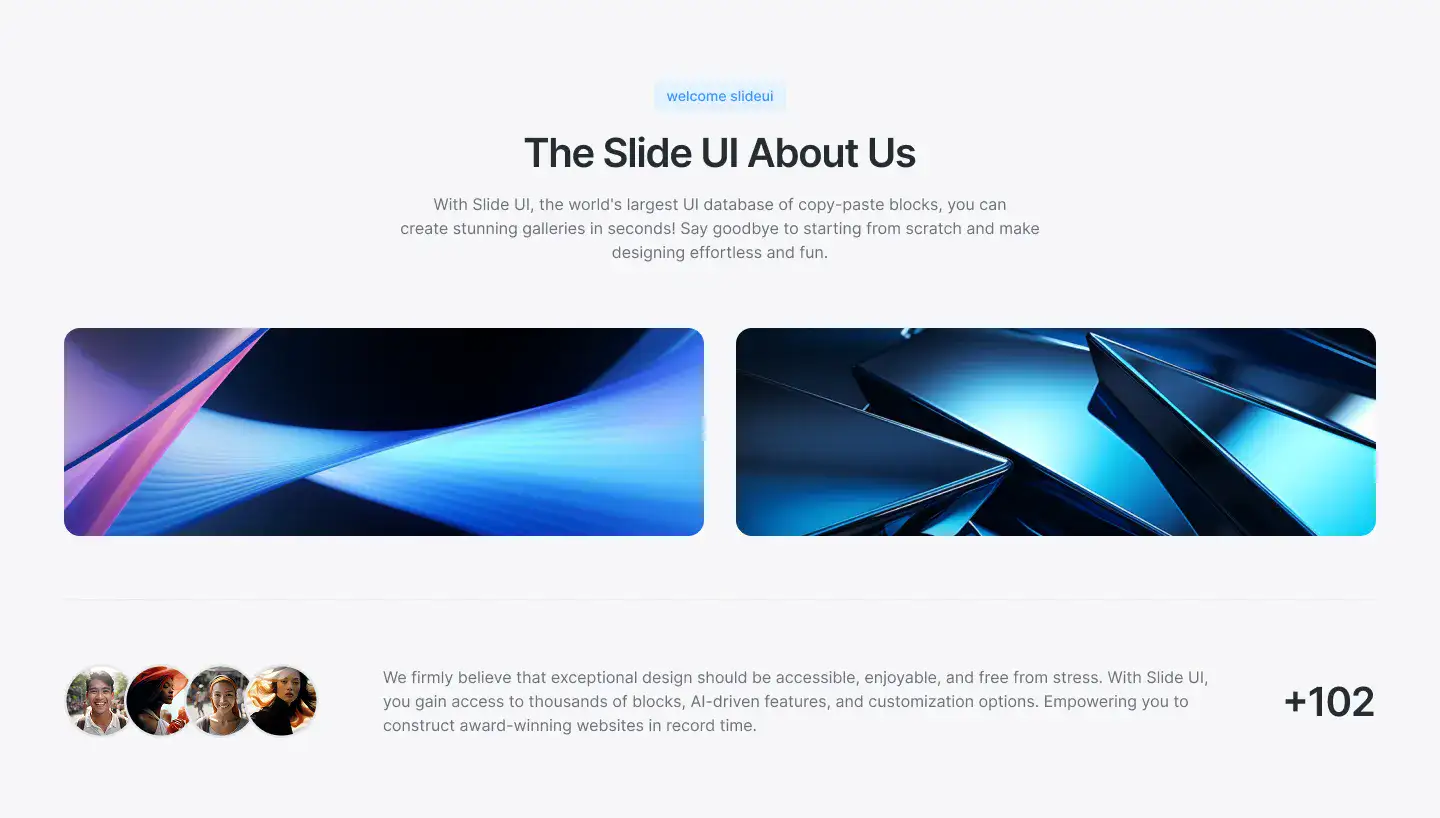 welcome slideui
The Slide UI About Us
With Slide UI, the world's largest UI database of copy-paste blocks, you can
create stunning galleries in seconds! Say goodbye to starting from scratch and make
designing effortless and fun.
We firmly believe that exceptional design should be accessible, enjoyable, and free from stress. With Slide UI,
you gain access to thousands of blocks, AI-driven features, and customization options. Empowering you to
construct award-winning websites in record time.
+102